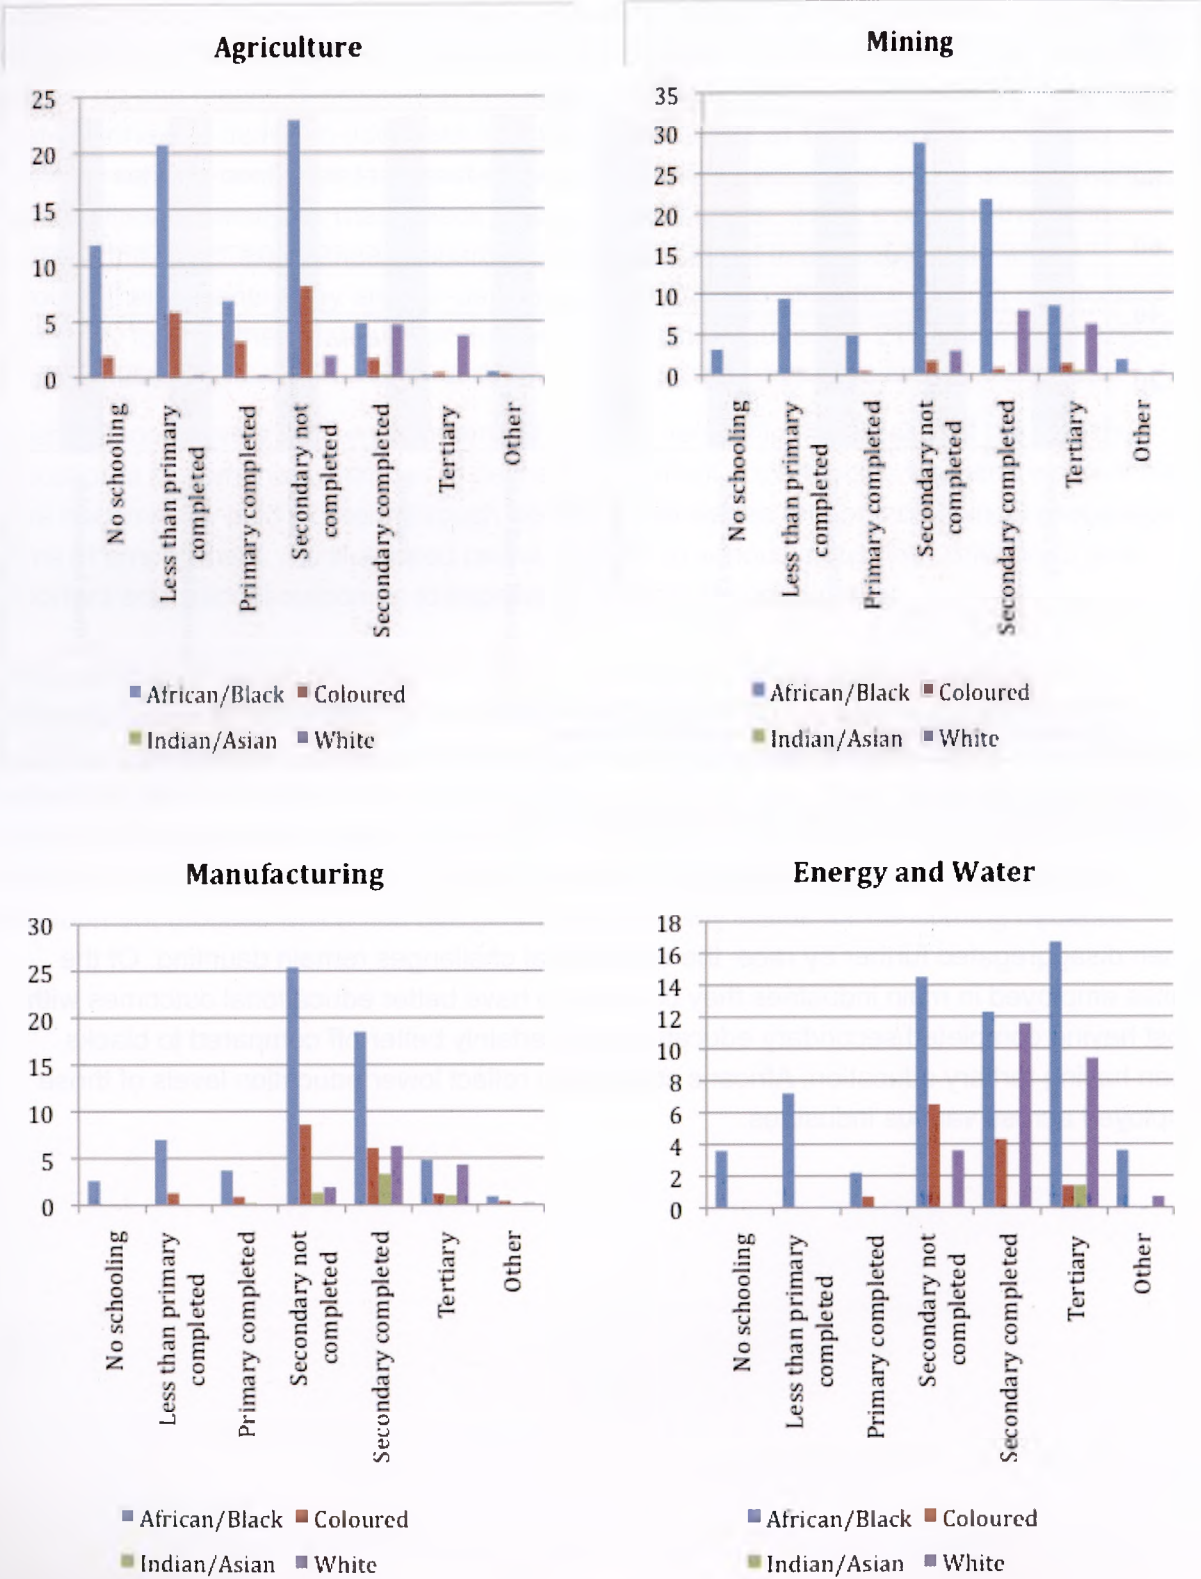 Agriculture
25
20
15
10
5
0
No schooling
Less than primary
completed
Primary completed
Secondary not
completed
Secondary completed
Tertiary
Other
African/Black Coloured
Indian/Asian White
Mining
35
30
25
20
15
10
5
0
No schooling
Less than primary
completed
Primary completed
Secondary not
completed
Secondary completed
Tertiary
Other
African/Black Coloured
Indian/Asian White
Manufacturing
30
25
20
15
10
5
0
No schooling
Less than primary
completed
Primary completed
Secondary not
completed
Secondary completed
Tertiary
Other
African/Black Coloured
Indian/Asian White
Energy and Water
18
16
14
12
10
8
6
4
2
0
No schooling
Less than primary
completed
Primary completed
Secondary not
completed
Secondary completed
Tertiary
Other
African/Black Coloured
Indian/Asian White